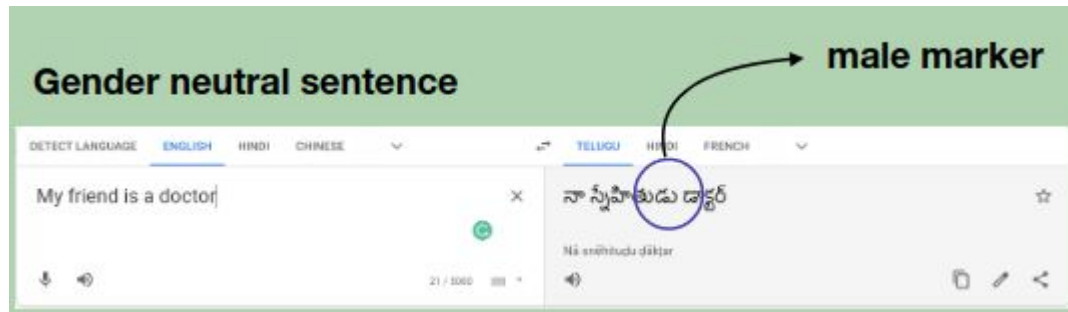 male marker
Gender neutral sentence
DETECT LANGUAGE ENGLISH HINDI CHINESE TELUGU HINDI FRENCH
My friend is a doctor
నా స్నేహితుడు డాక్టర్
Nā snēhituḍu ḍākṭar
21 / 5000